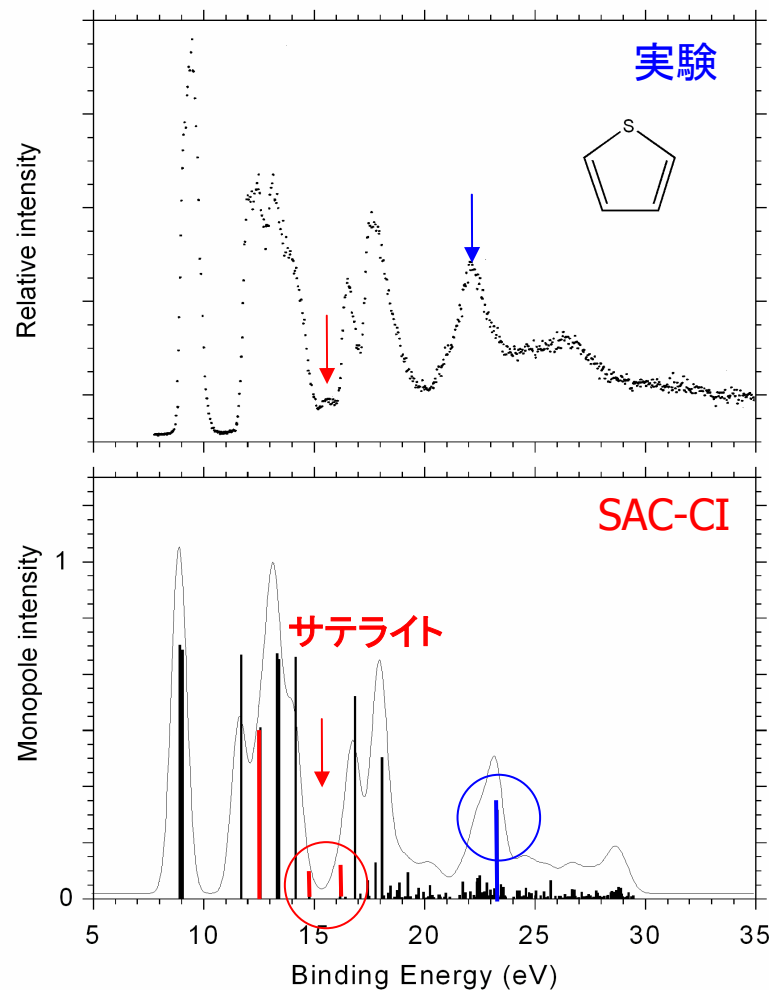 実験
S
Relative intensity
SAC-CI
1
サテライト
Monopole intensity
0
5 10 15 20 25 30 35
Binding Energy (eV)